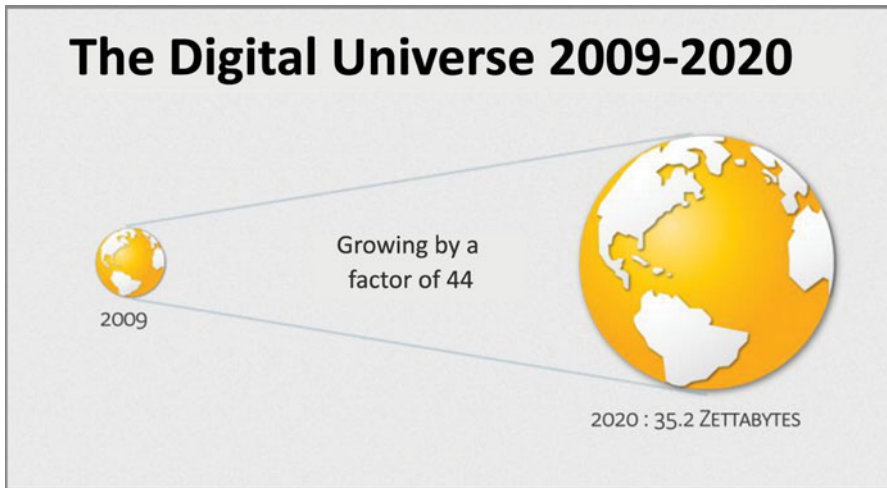 The Digital Universe 2009-2020
Growing by a
factor of 44
2009
2020 : 35.2 ZETTABYTES